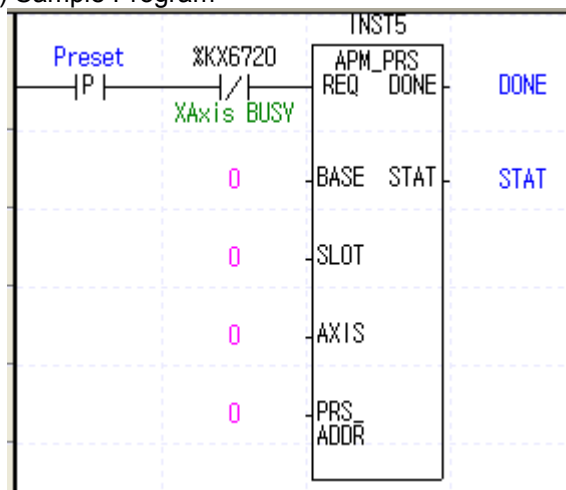 ) Sample Program
INST5
Preset %KX6720 APM_PRS
P / REQ DONE DONE
XAxis BUSY
0 BASE STAT STAT
0 SLOT
0 AXIS
0 PRS_
ADDR